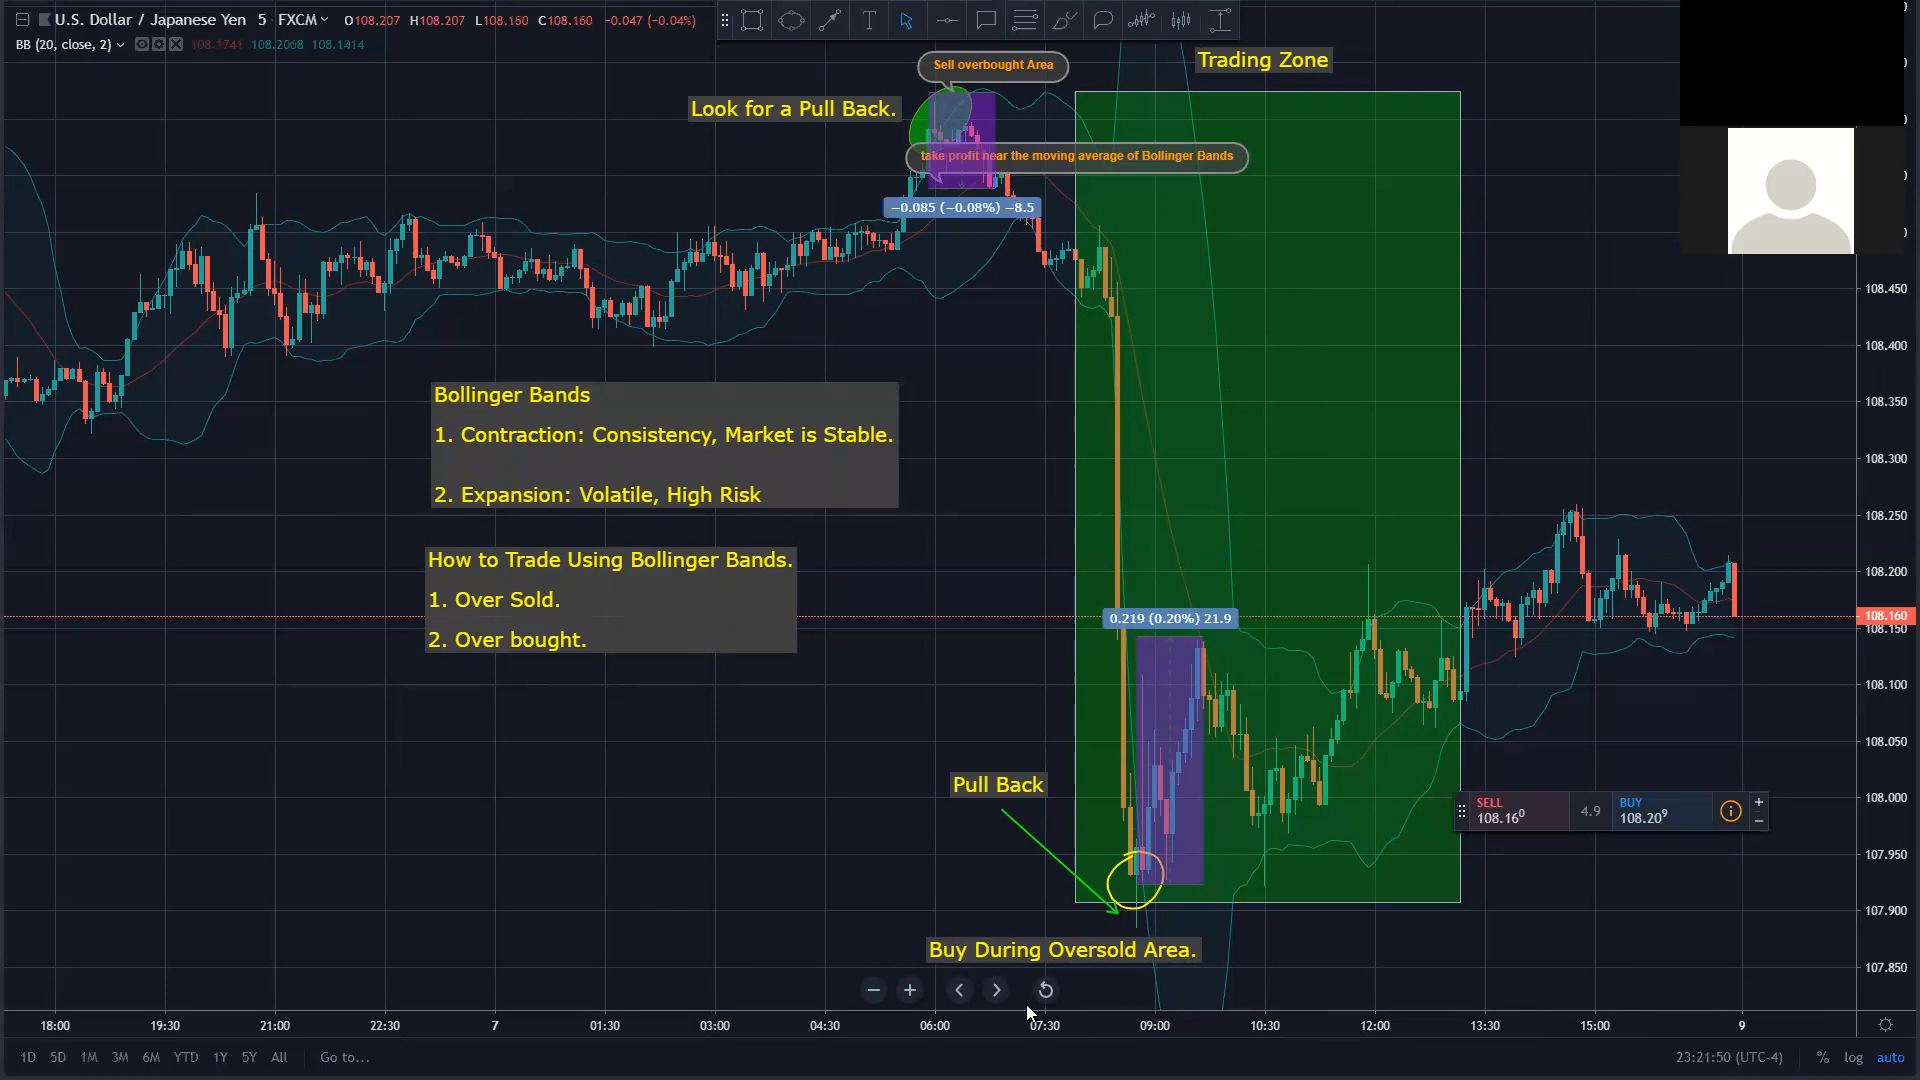 U.S. Dollar / Japanese Yen 5 FXCM O108.207 H108.207 L108.160 C108.160 −0.047 (−0.04%)
BB (20, close, 2) 108.1741 108.2068 108.1414
Trading Zone
Sell overbought Area
Look for a Pull Back.
take profit near the moving average of Bollinger Bands
−0.085 (−0.08%) −8.5
Bollinger Bands
1. Contraction: Consistency, Market is Stable.
2. Expansion: Volatile, High Risk
How to Trade Using Bollinger Bands.
1. Over Sold.
2. Over bought.
0.219 (0.20%) 21.9
Pull Back
Buy During Oversold Area.
SELL
108.160
4.9
BUY
108.209
108.450
108.400
108.350
108.300
108.250
108.200
108.160
108.150
108.100
108.050
108.000
107.950
107.900
107.850
18:00 19:30 21:00 22:30 7 01:30 03:00 04:30 06:00 07:30 09:00 10:30 12:00 13:30 15:00 9
1D 5D 1M 3M 6M YTD 1Y 5Y All Go to... 23:21:50 (UTC-4) % log auto